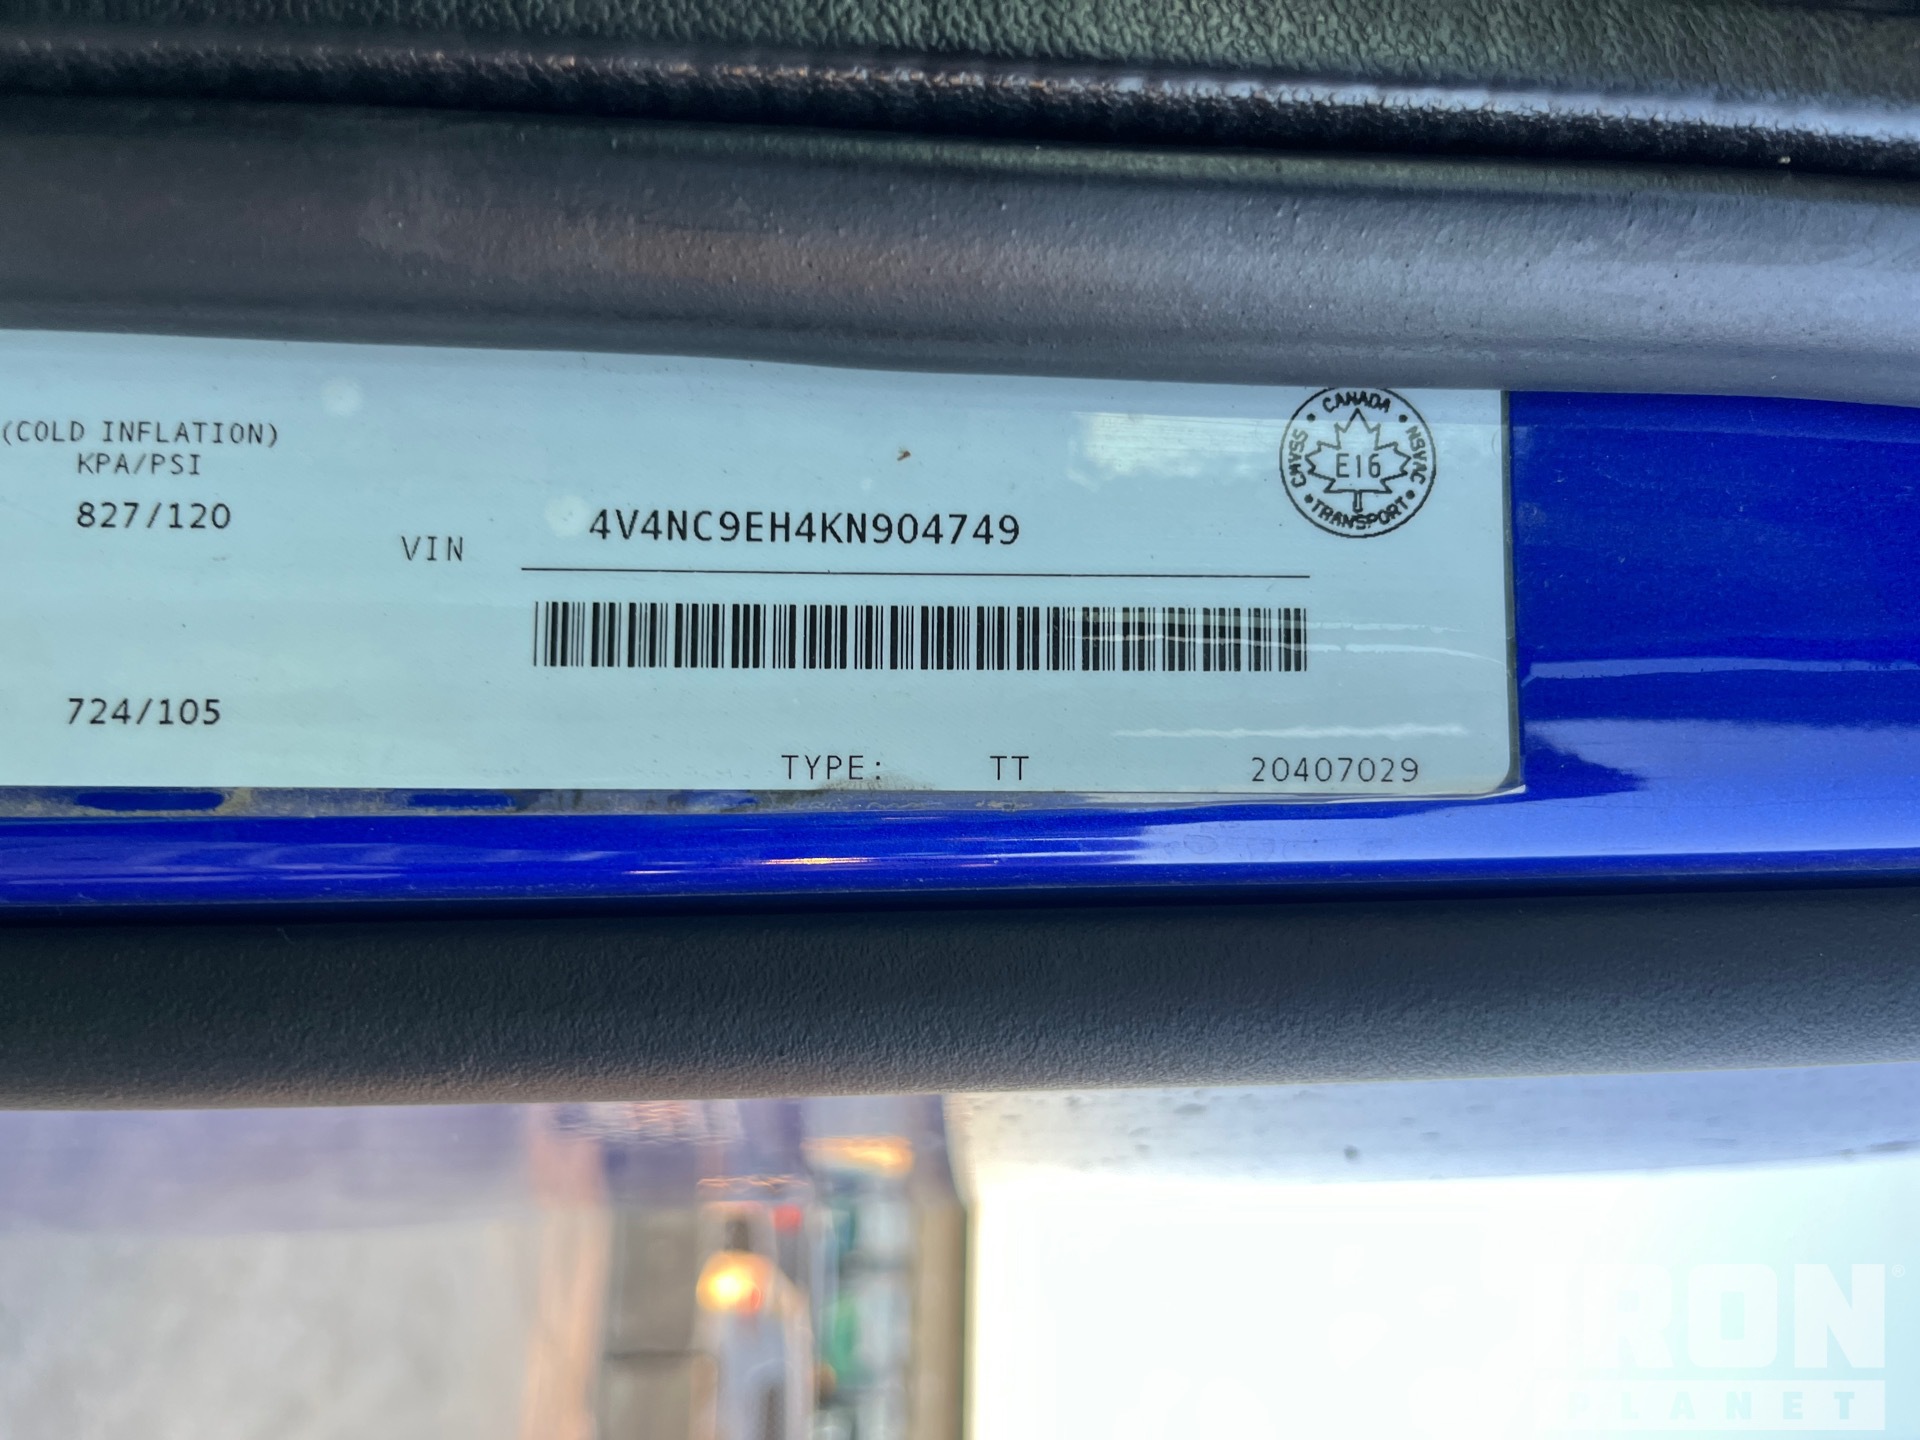 (COLD INFLATION)
KPA/PSI
827/120
724/105
VIN 4V4NC9EH4KN904749
CANADA
CMVSS E16 NSVAC
TRANSPORT
TYPE: TT 20407029
IRON
PLANET